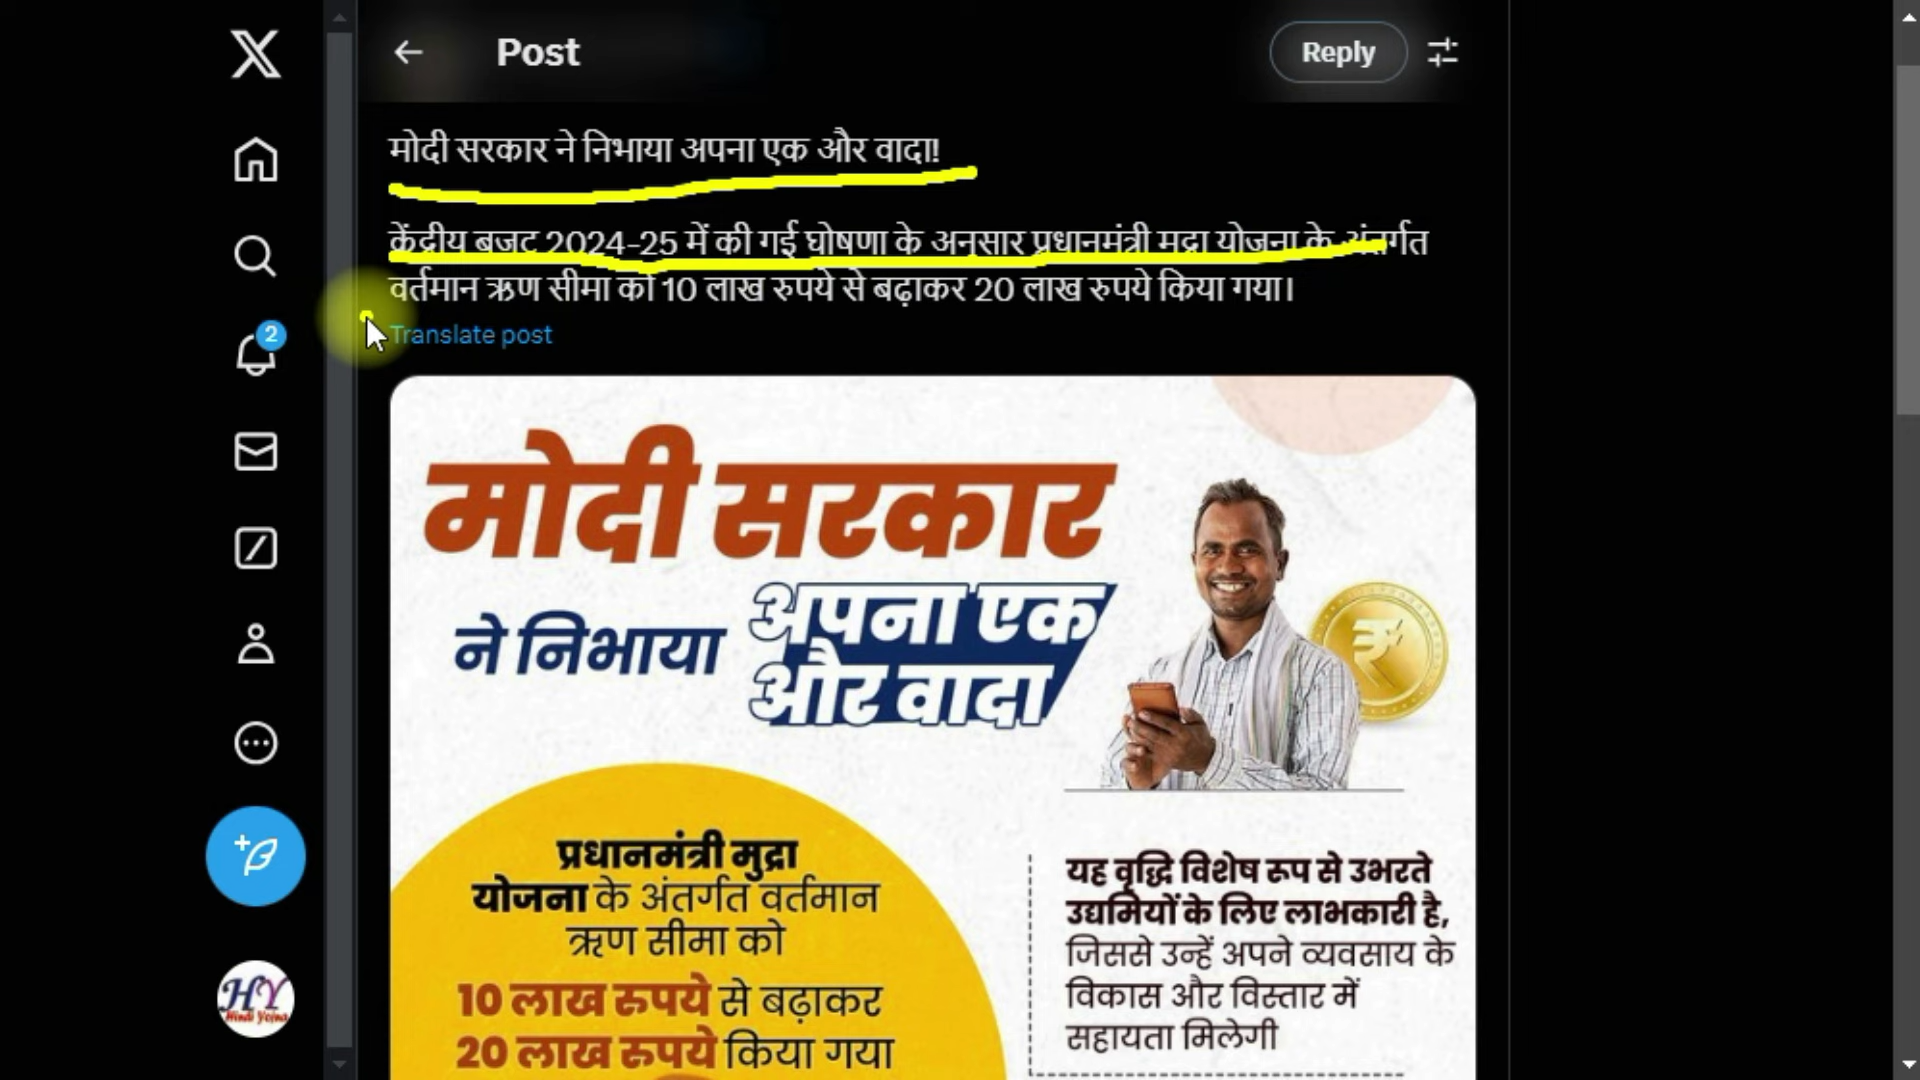 Post
Reply
मोदी सरकार ने निभाया अपना एक और वादा!
केंद्रीय बजट 2024-25 में की गई घोषणा के अनुसार प्रधानमंत्री मुद्रा योजना के अंतर्गत
वर्तमान ऋण सीमा को 10 लाख रुपये से बढ़ाकर 20 लाख रुपये किया गया।
2
Translate post
मोदी सरकार
ने निभाया
अपना एक
और वादा
प्रधानमंत्री मुद्रा
योजना के अंतर्गत वर्तमान
ऋण सीमा को
10 लाख रुपये से बढ़ाकर
20 लाख रुपये किया गया
यह वृद्धि विशेष रूप से उभरते
उद्यमियों के लिए लाभकारी है,
जिससे उन्हें अपने व्यवसाय के
विकास और विस्तार में
सहायता मिलेगी
HY
Hindi Yojna